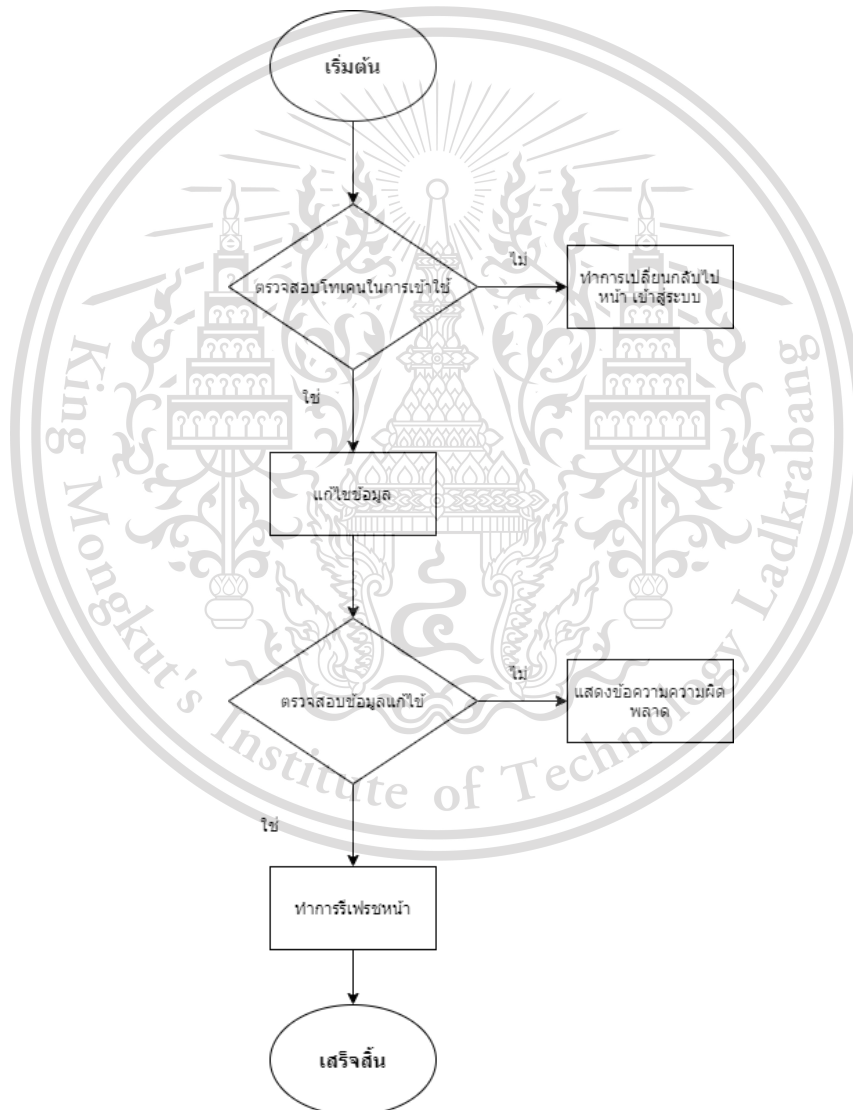 เริ่มต้น
ตรวจสอบโทเคนในการเข้าใช้
ไม่
ทำการเปลี่ยนกลับไป
หน้า เข้าสู่ระบบ
ใช่
แก้ไขข้อมูล
ตรวจสอบข้อมูลแก้ไข้
ไม่
แสดงข้อความความผิด
พลาด
ใช่
ทำการรีเฟรชหน้า
เสร็จสิ้น
King Mongkut's Institute of Technology Ladkrabang